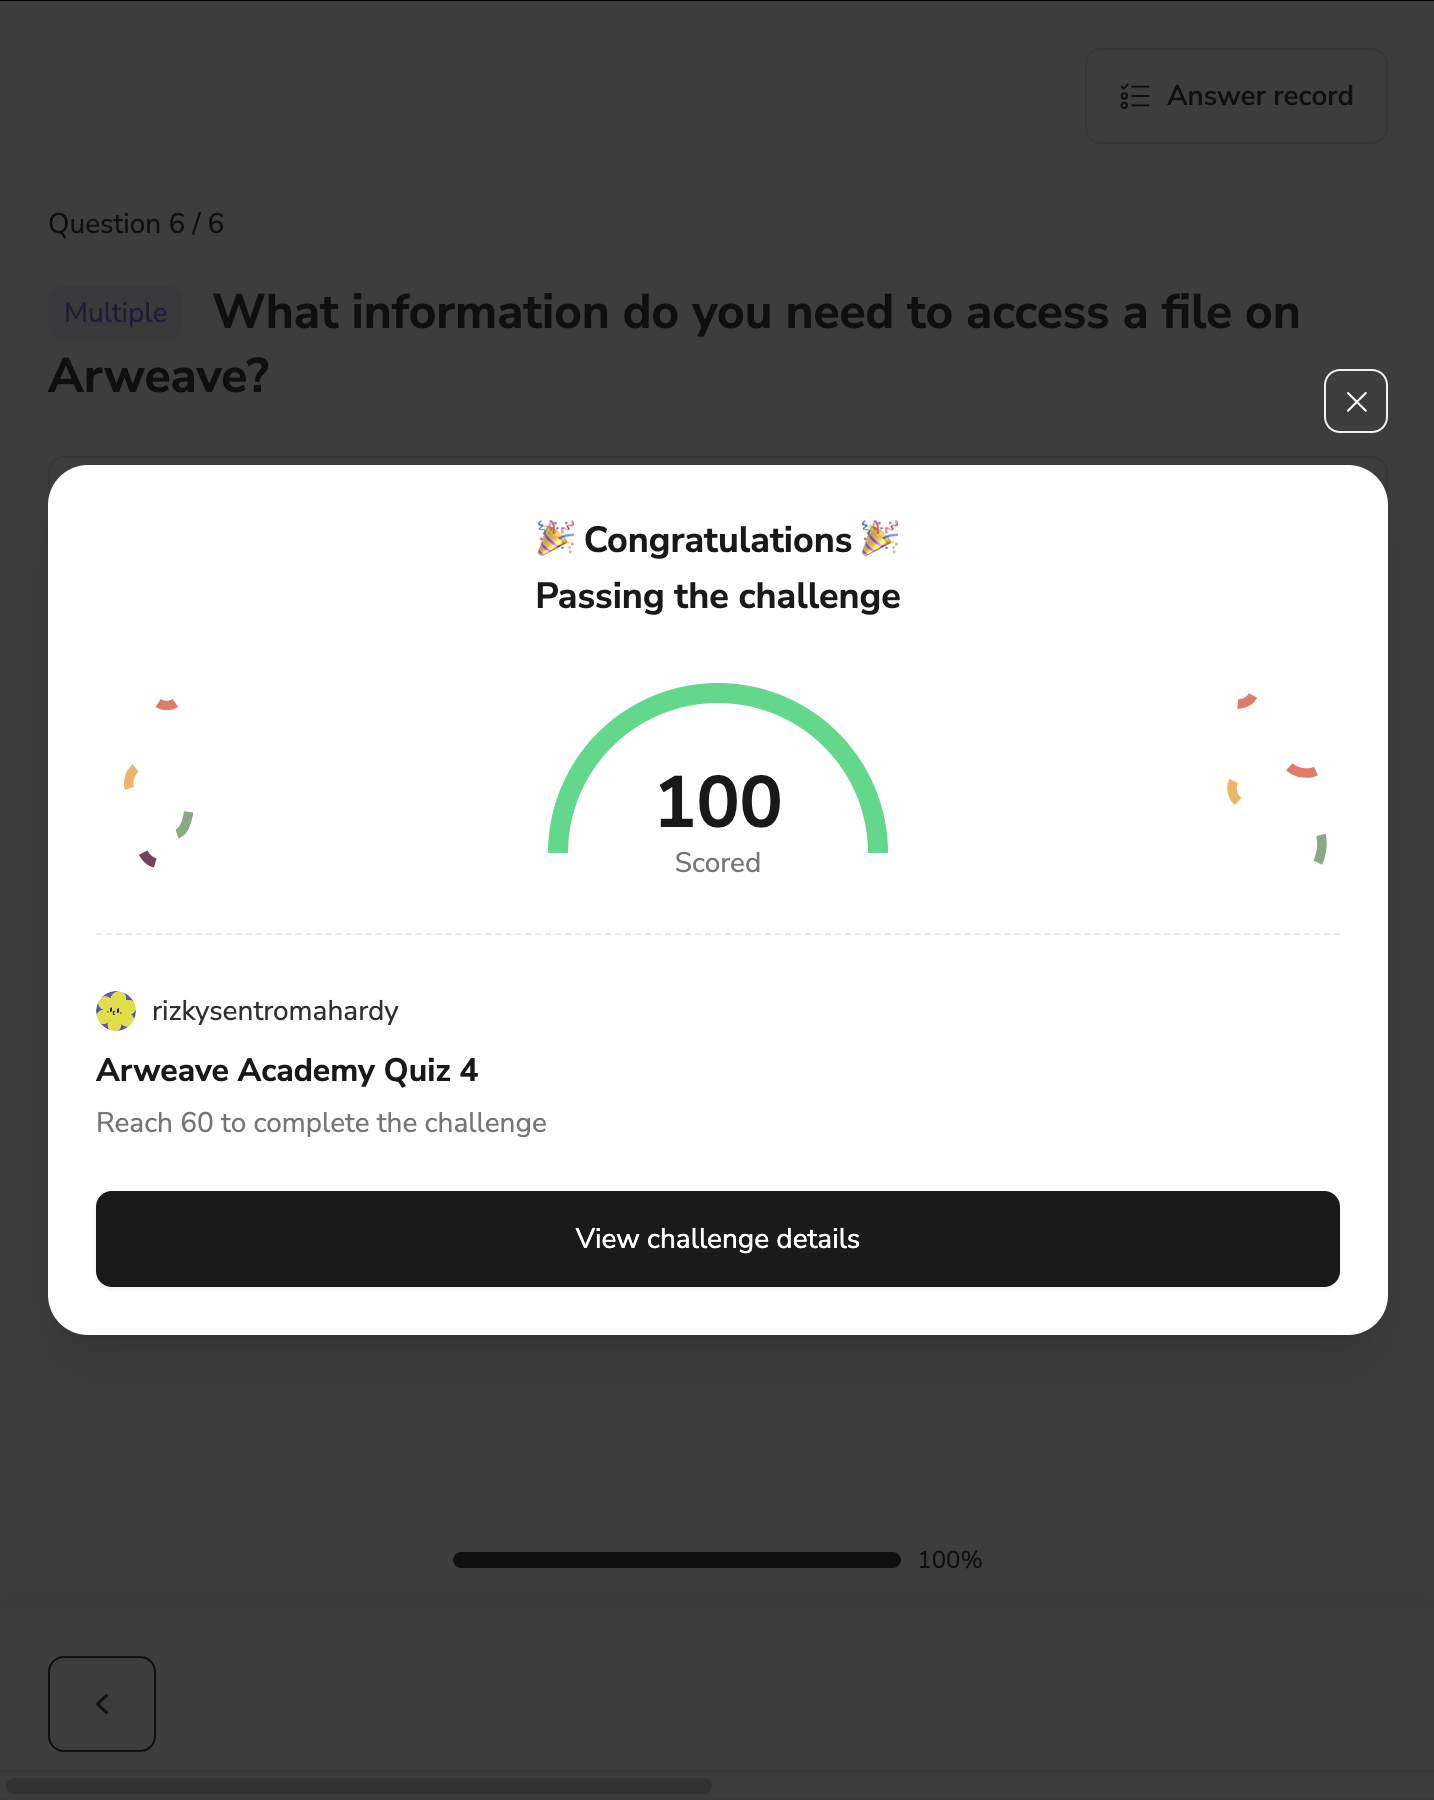 Answer record
Question 6 / 6
Multiple What information do you need to access a file on
Arweave?
🎉 Congratulations 🎉
Passing the challenge
100
Scored
rizkysentromahardy
Arweave Academy Quiz 4
Reach 60 to complete the challenge
View challenge details
100%